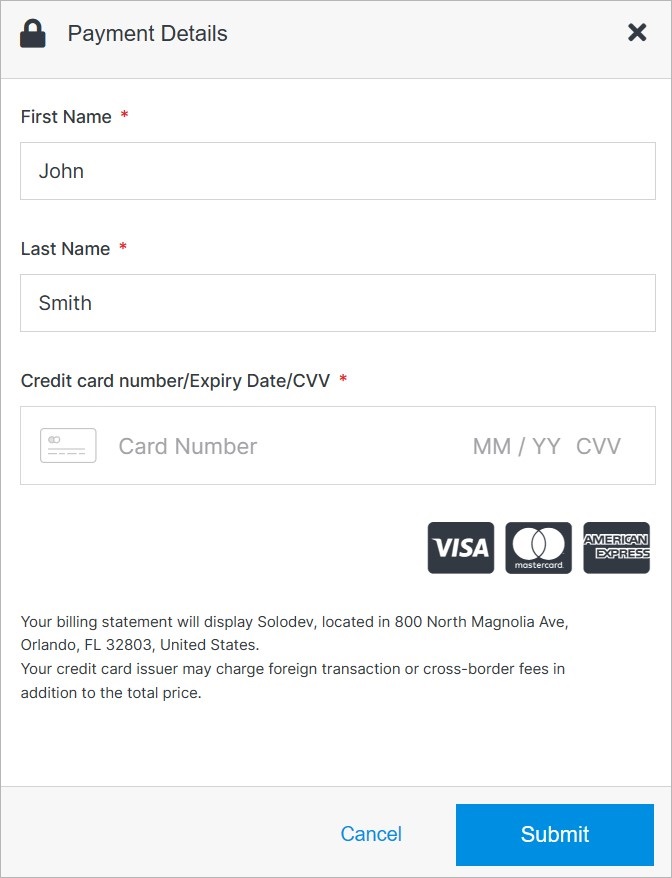 Payment Details
First Name *
John
Last Name *
Smith
Credit card number/Expiry Date/CVV *
Card Number MM / YY CVV
VISA mastercard AMERICAN EXPRESS
Your billing statement will display Solodev, located in 800 North Magnolia Ave,
Orlando, FL 32803, United States.
Your credit card issuer may charge foreign transaction or cross-border fees in
addition to the total price.
Cancel Submit